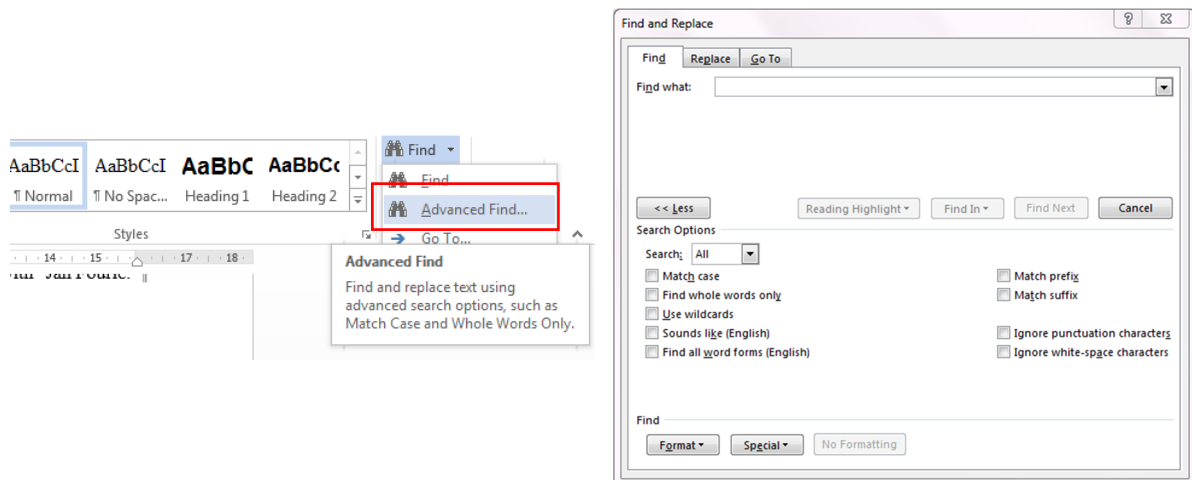 AaBbCcI AaBbCcI AaBbC AaBbCc
¶ Normal ¶ No Spac... Heading 1 Heading 2
Styles
14 15 17 18
Find
Find
Advanced Find...
Go To...
Advanced Find
Find and replace text using
advanced search options, such as
Match Case and Whole Words Only.
Find and Replace
Find Replace Go To
Find what:
<< Less Reading Highlight Find In Find Next Cancel
Search Options
Search: All
Match case Match prefix
Find whole words only Match suffix
Use wildcards
Sounds like (English) Ignore punctuation characters
Find all word forms (English) Ignore white-space characters
Find
Format Special No Formatting